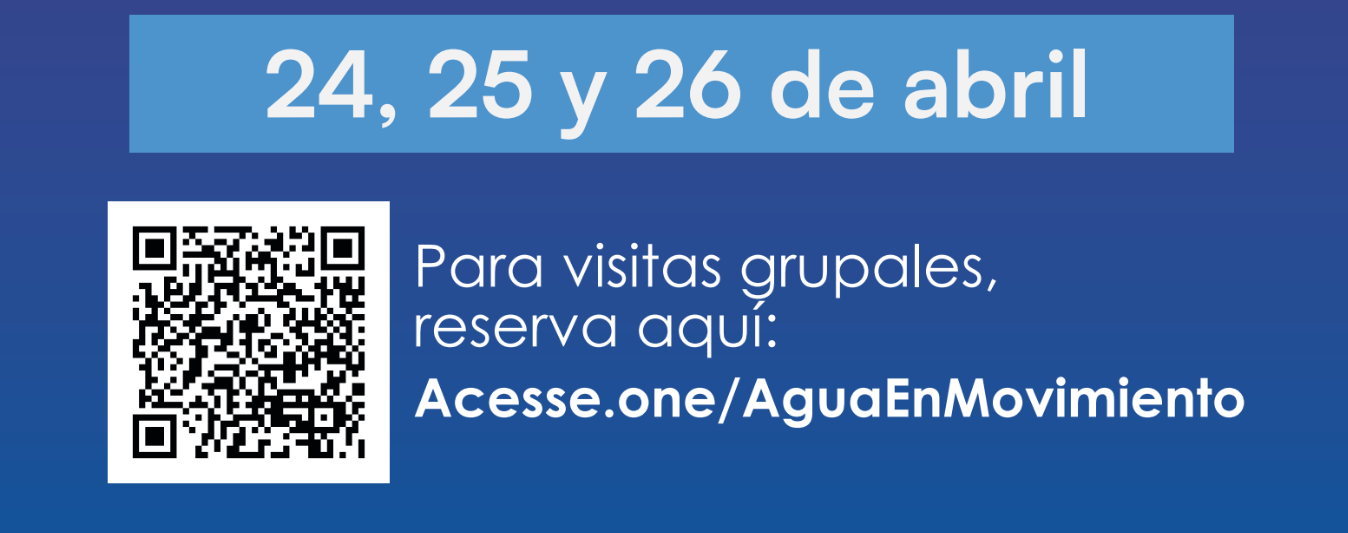 24, 25 y 26 de abril
Para visitas grupales,
reserva aquí:
Acesse.one/AguaEnMovimiento